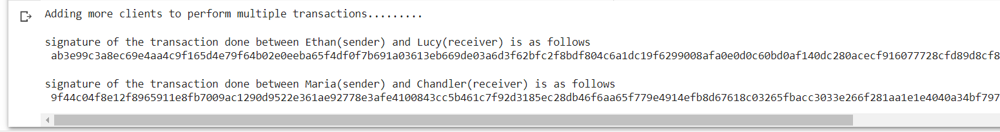 Adding more clients to perform multiple transactions.........
signature of the transaction done between Ethan(sender) and Lucy(receiver) is as follows
ab3e99c3a8ec69e4aa4c9f165d4e79f64b02e0eeba65f4df0f7b691a03613eb669de03a6d3f62bfc2f8bdf804c6a1dc19f6299008afa0e0d0c60bd0af140dc280acecf916077728cfd89d8cf8
signature of the transaction done between Maria(sender) and Chandler(receiver) is as follows
9f44c04f8e12f8965911e8fb7009ac1290d9522e361ae92778e3afe4100843cc5b461c7f92d3185ec28db46f6aa65f779e4914efb8d67618c03265fbacc3033e266f281aa1e1e4040a34bf797